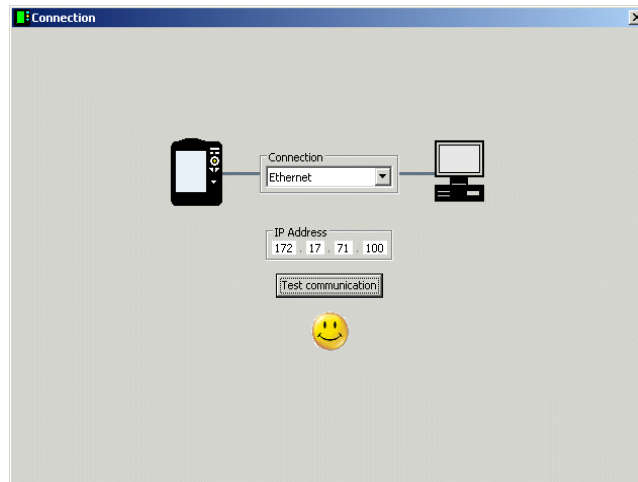 Connection
Connection
Ethernet
IP Address
172 . 17 . 71 . 100
Test communication